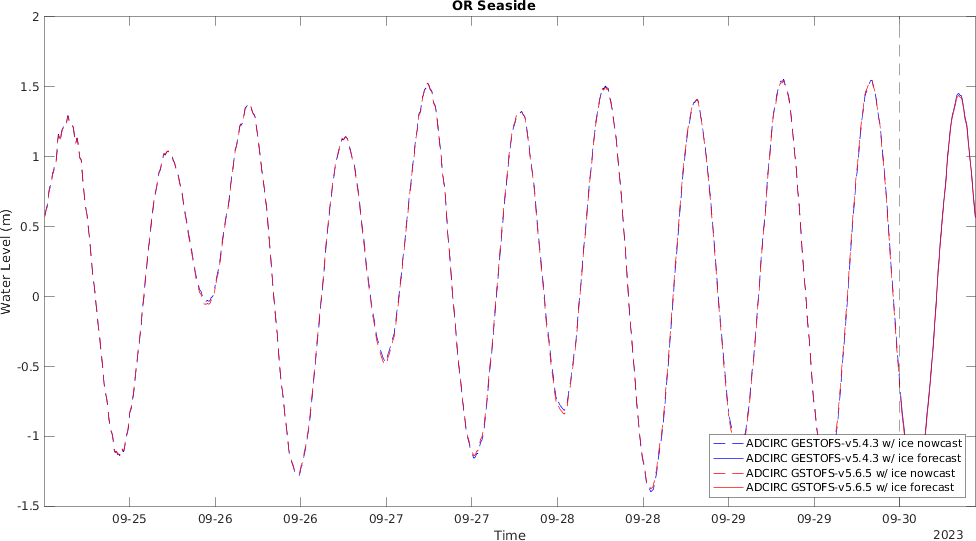 OR Seaside
2
1.5
1
0.5
0
-0.5
-1
-1.5
Water Level (m)
ADCIRC GESTOFS-v5.4.3 w/ ice nowcast
ADCIRC GESTOFS-v5.4.3 w/ ice forecast
ADCIRC GSTOFS-v5.6.5 w/ ice nowcast
ADCIRC GSTOFS-v5.6.5 w/ ice forecast
09-25 09-26 09-26 09-27 09-27 09-28 09-28 09-29 09-29 09-30
Time
2023